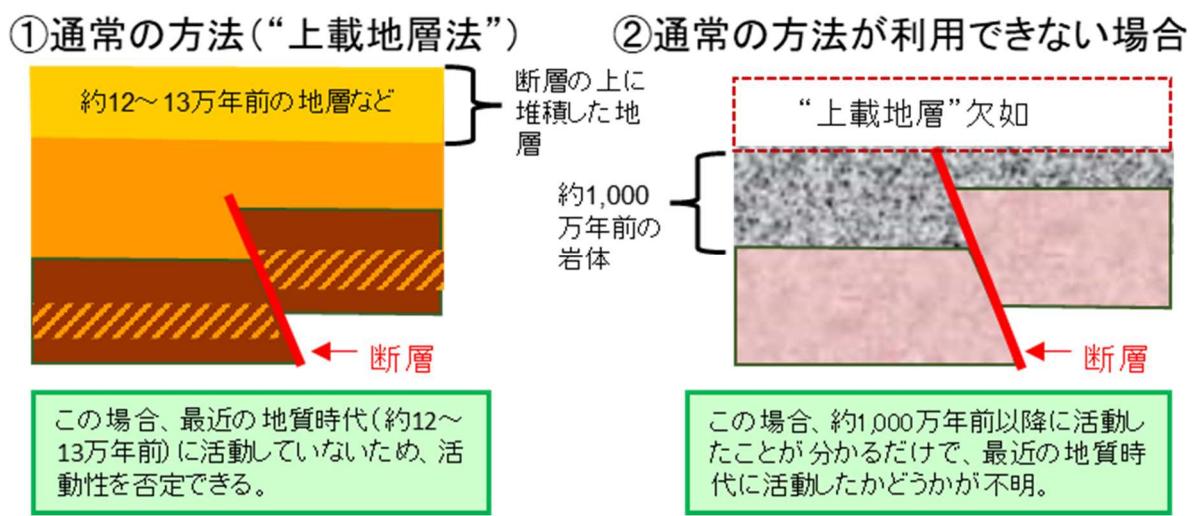 ①通常の方法(“上載地層法”)
約12～13万年前の地層など
断層の上に
堆積した地
層
断層
この場合、最近の地質時代(約12～
13万年前)に活動していないため、活
動性を否定できる。
②通常の方法が利用できない場合
“上載地層”欠如
約1,000
万年前の
岩体
断層
この場合、約1,000万年前以降に活動し
たことが分かるだけで、最近の地質時
代に活動したかどうかが不明。